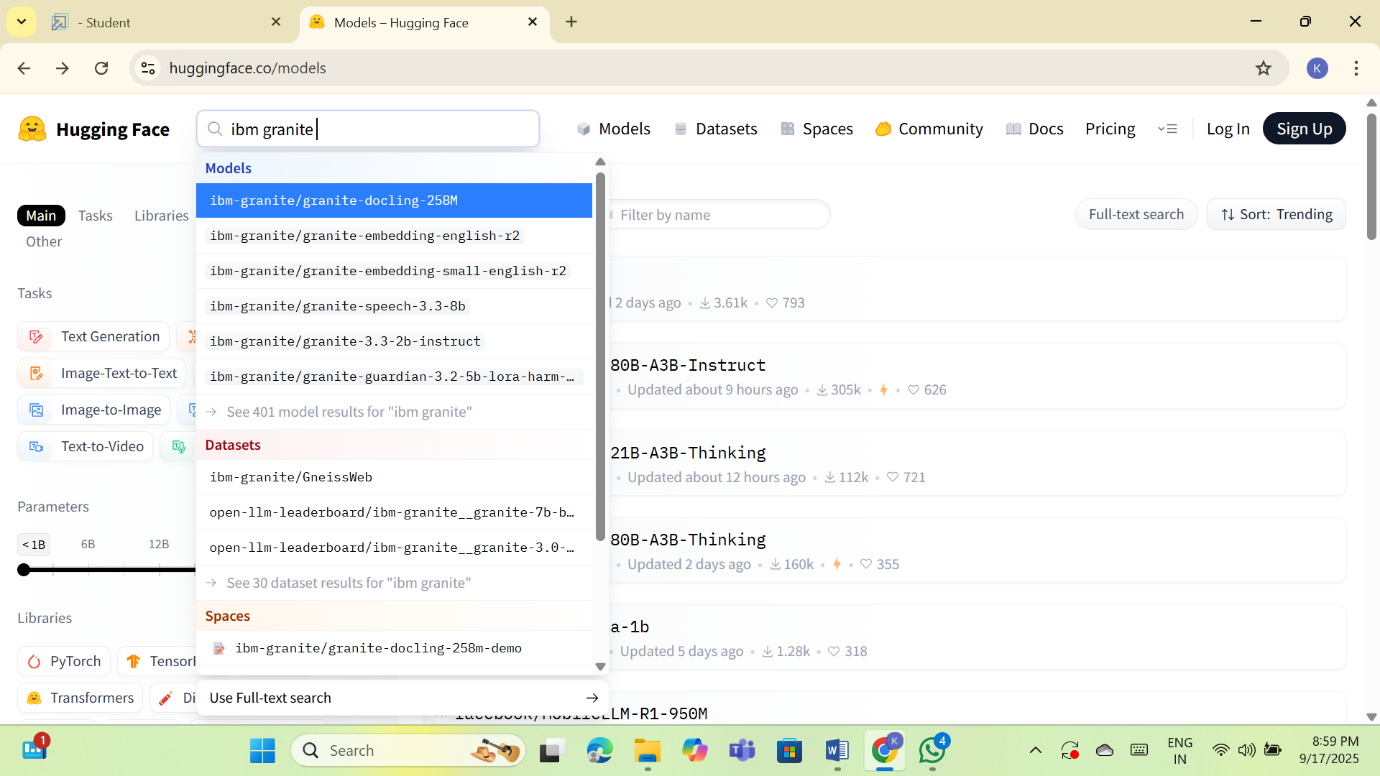 - Student
Models – Hugging Face
huggingface.co/models
K
Hugging Face
ibm granite
Models
Datasets
Spaces
Community
Docs
Pricing
Log In
Sign Up
Main
Tasks
Libraries
Other
Tasks
Text Generation
Image-Text-to-Text
Image-to-Image
Text-to-Video
Parameters
<1B
6B
12B
Libraries
PyTorch
Transformers
Models
ibm-granite/granite-docling-258M
ibm-granite/granite-embedding-english-r2
ibm-granite/granite-embedding-small-english-r2
ibm-granite/granite-speech-3.3-8b
ibm-granite/granite-3.3-2b-instruct
ibm-granite/granite-guardian-3.2-5b-lora-harm-…
See 401 model results for "ibm granite"
Datasets
ibm-granite/GneissWeb
open-llm-leaderboard/ibm-granite__granite-7b-b…
open-llm-leaderboard/ibm-granite__granite-3.0-…
See 30 dataset results for "ibm granite"
Spaces
ibm-granite/granite-docling-258m-demo
Use Full-text search
Filter by name
Full-text search
Sort: Trending
2 days ago • 3.61k • 793
80B-A3B-Instruct
• Updated about 9 hours ago • 305k • • 626
21B-A3B-Thinking
• Updated about 12 hours ago • 112k • 721
80B-A3B-Thinking
• Updated 2 days ago • 160k • • 355
a-1b
Updated 5 days ago • 1.28k • 318
facebook/MobileLLM-R1-950M
1
Search
K
4
ENG
IN
8:59 PM
9/17/2025